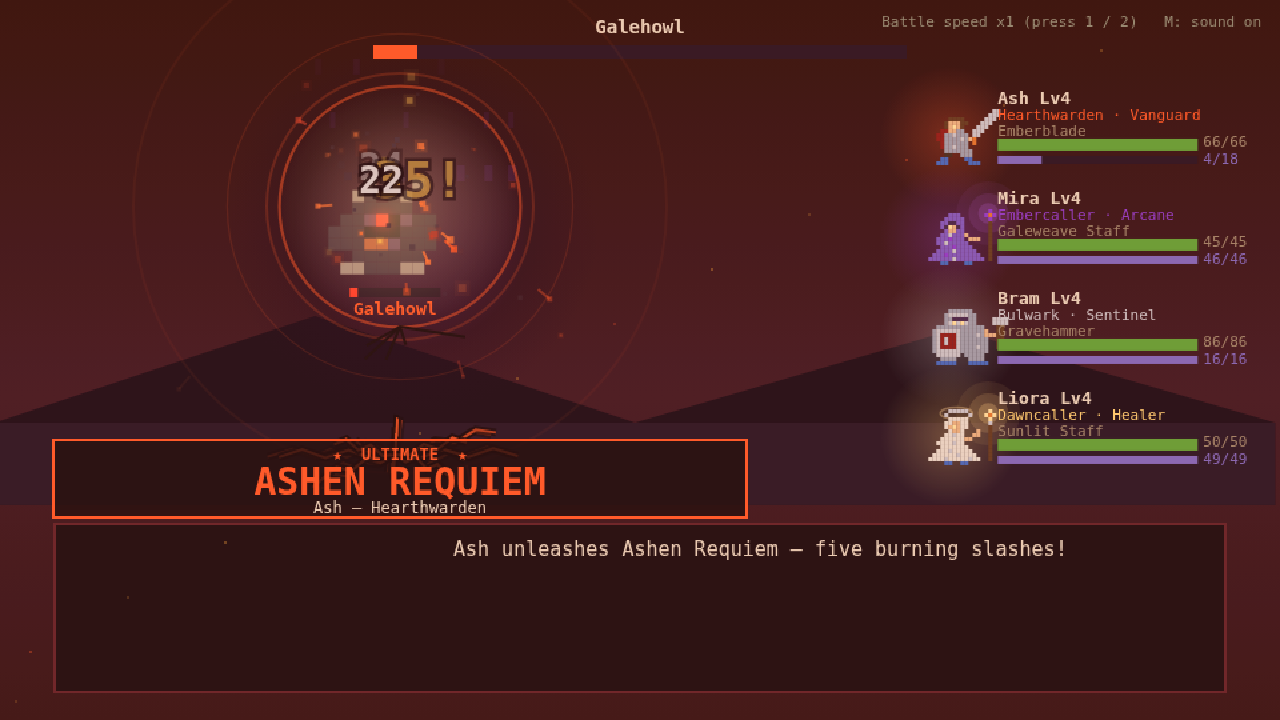 Galehowl
Battle speed x1 (press 1 / 2)   M: sound on
Ash Lv4
Hearthwarden · Vanguard
Emberblade
66/66
4/18
Mira Lv4
Embercaller · Arcane
Galeweave Staff
45/45
46/46
Bram Lv4
Bulwark · Sentinel
Gravehammer
86/86
16/16
Liora Lv4
Dawncaller · Healer
Sunlit Staff
50/50
49/49
22
5!
Galehowl
★ ULTIMATE ★
ASHEN REQUIEM
Ash — Hearthwarden
Ash unleashes Ashen Requiem — five burning slashes!